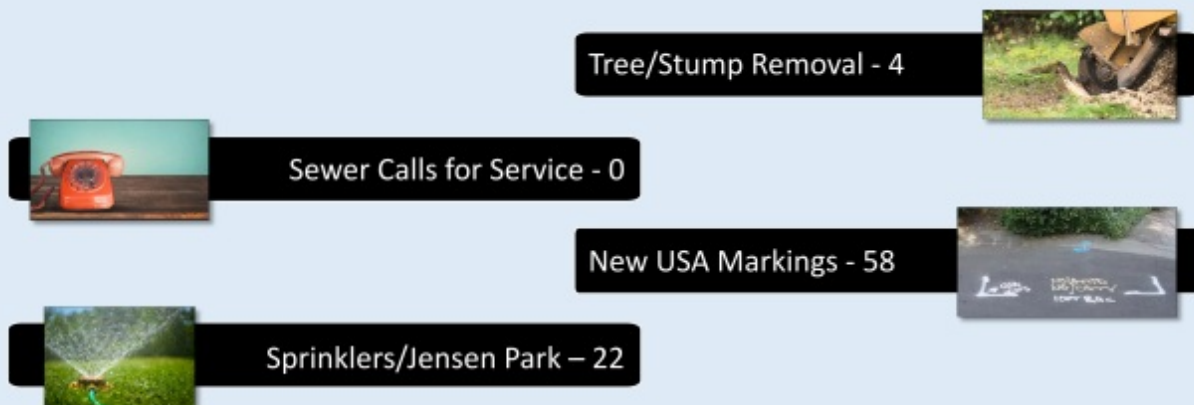 Tree/Stump Removal - 4
Sewer Calls for Service - 0
New USA Markings - 58
Sprinklers/Jensen Park – 22